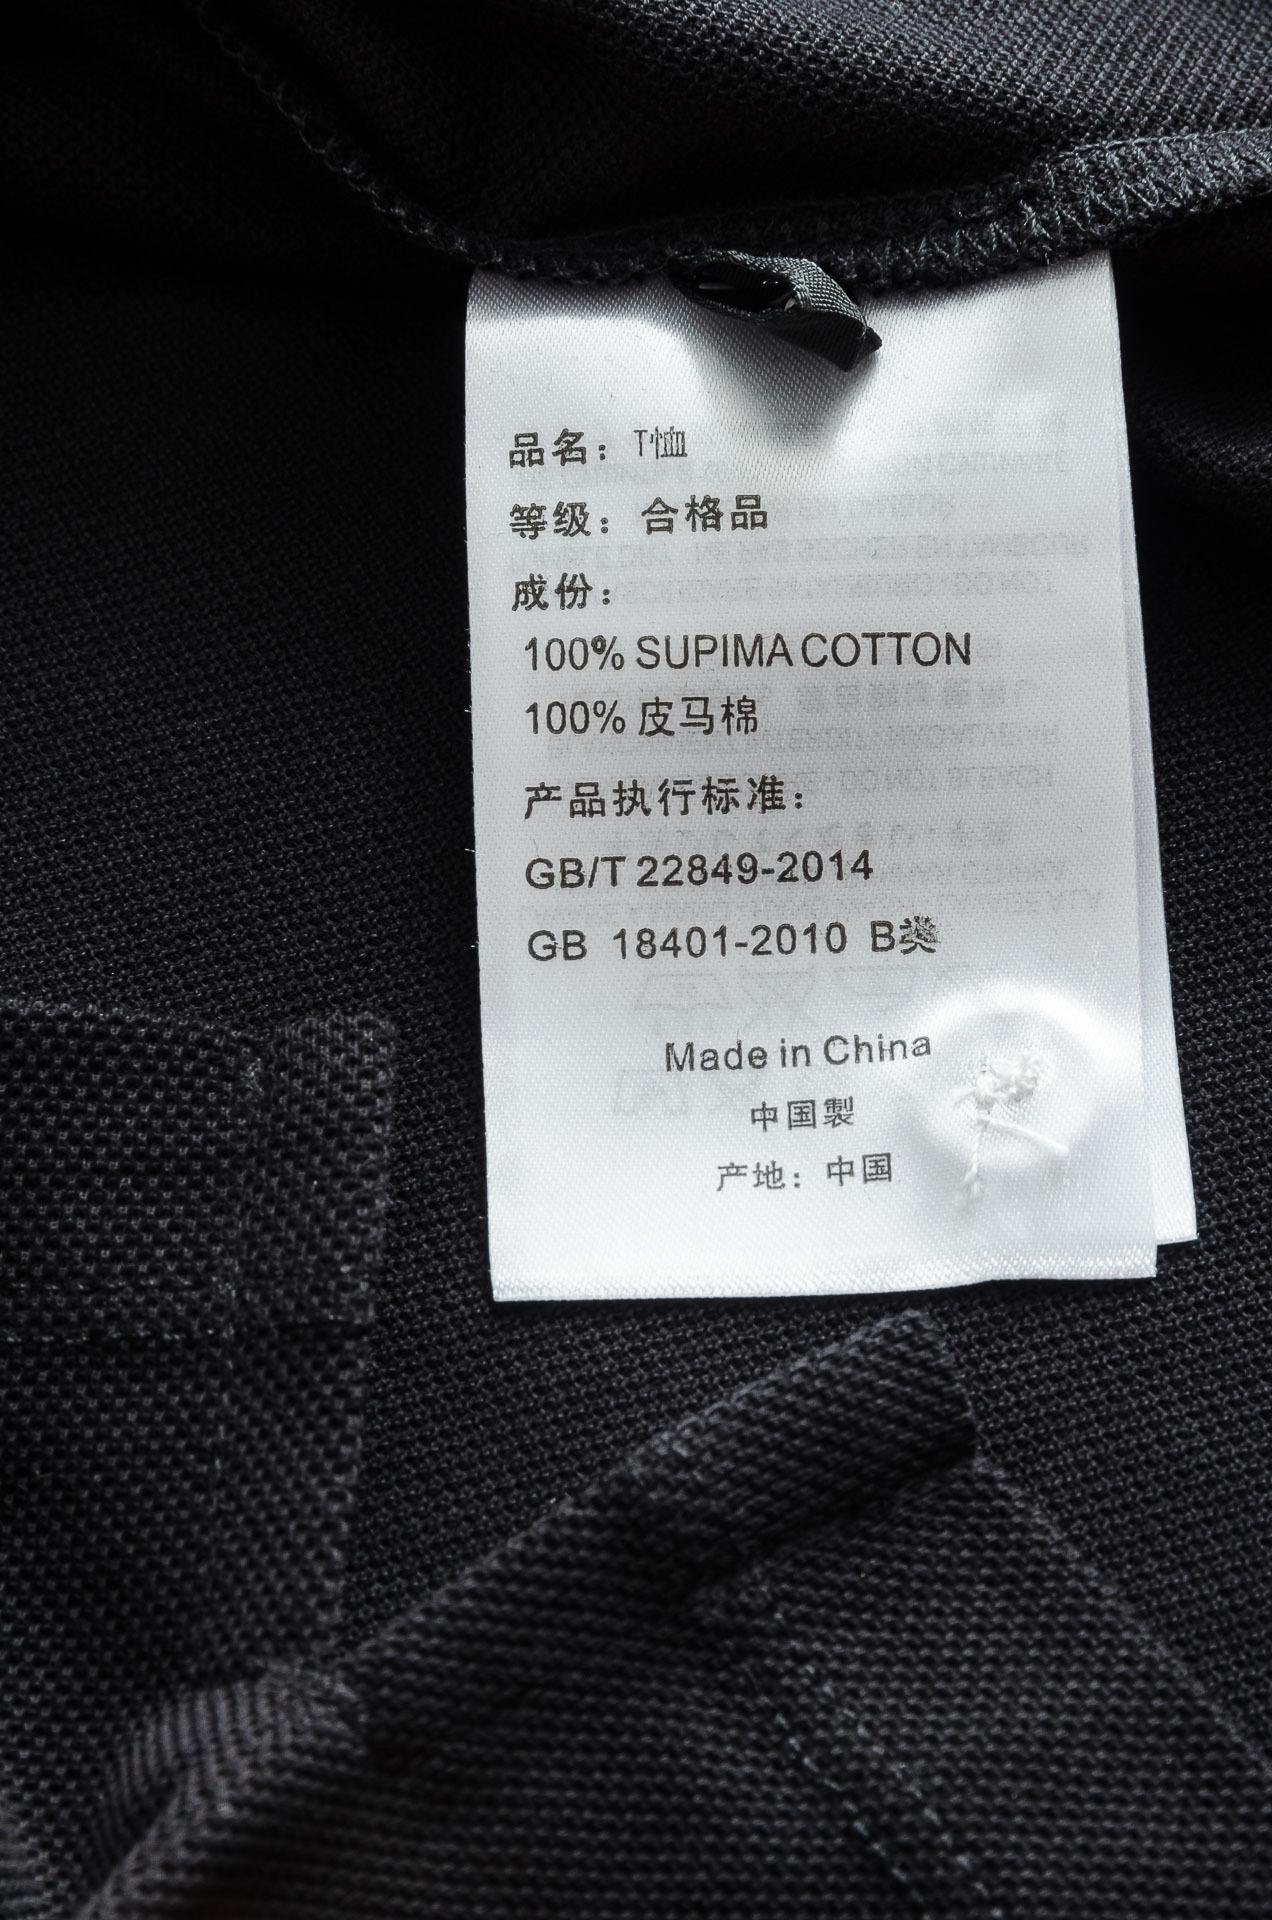 品名：T恤
等级：合格品
成份：
100% SUPIMA COTTON
100% 皮马棉
产品执行标准：
GB/T 22849-2014
GB 18401-2010 B类
Made in China
中国製
产地：中国